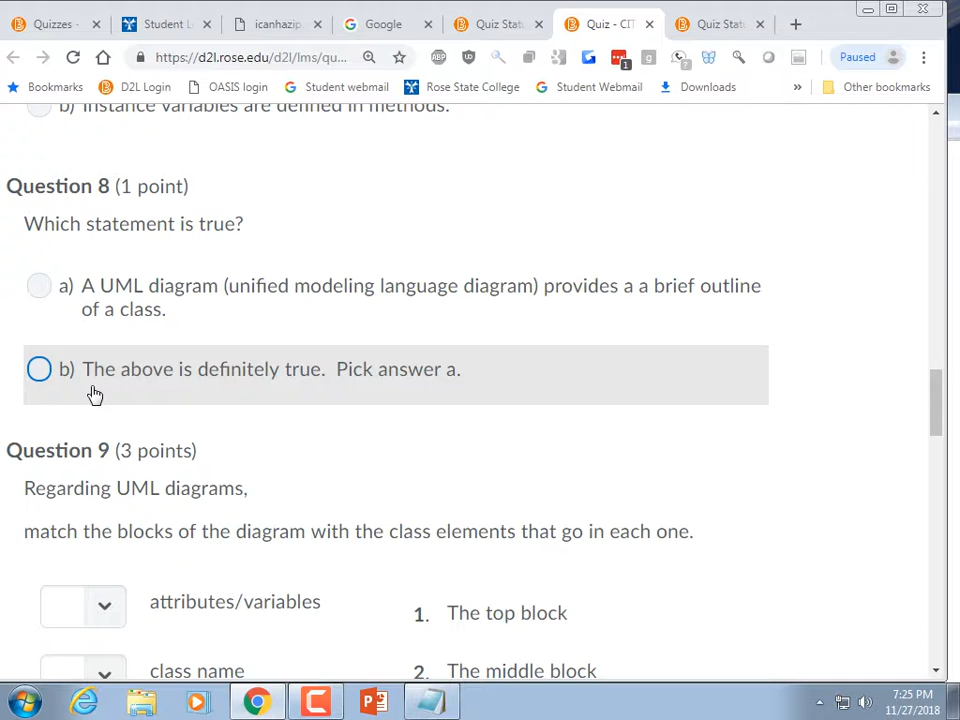 Quizzes -
Student L
icanhazip.
Google
Quiz Stat
Quiz - CIT
Quiz Stat
https://d2l.rose.edu/d2l/lms/qu...
ABP
1
g
?
Paused
Bookmarks
D2L Login
OASIS login
Student webmail
Rose State College
Student Webmail
Downloads
»
Other bookmarks
b) Instance variables are defined in methods.
Question 8 (1 point)
Which statement is true?
a) A UML diagram (unified modeling language diagram) provides a a brief outline
of a class.
b) The above is definitely true. Pick answer a.
Question 9 (3 points)
Regarding UML diagrams,
match the blocks of the diagram with the class elements that go in each one.
attributes/variables
1. The top block
class name
2. The middle block
7:25 PM
11/27/2018